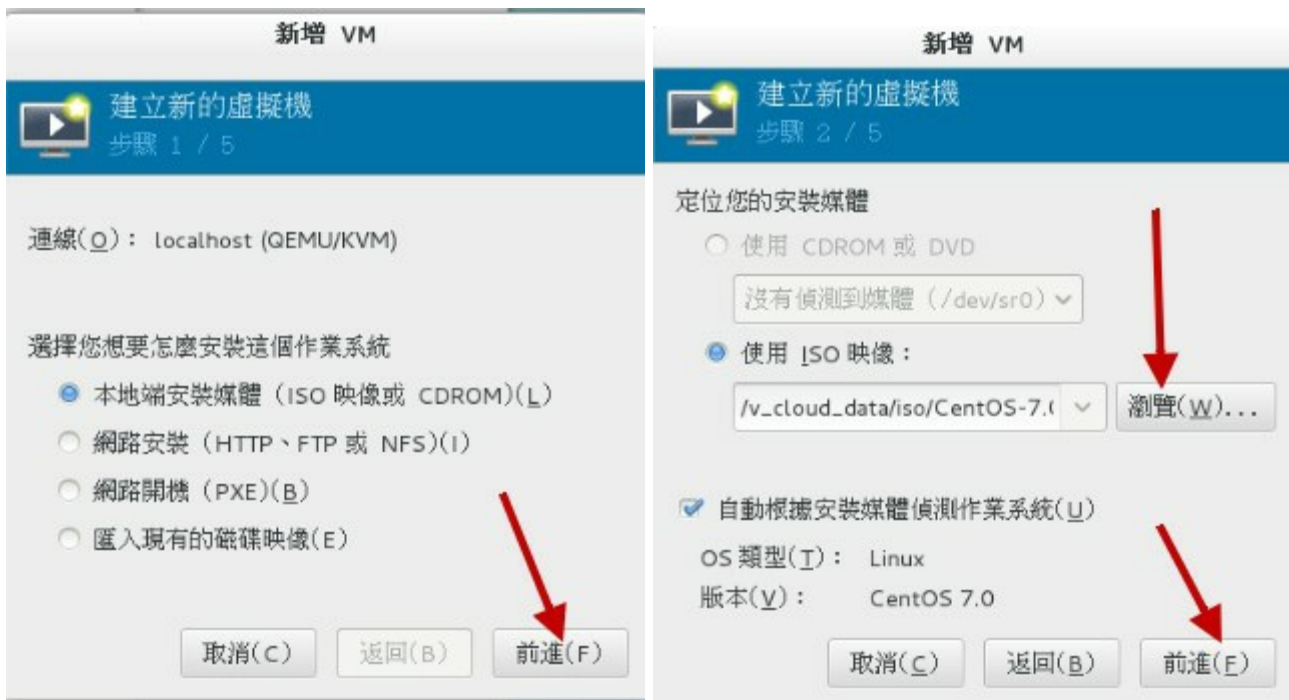 新增 VM
建立新的虛擬機
步驟 1 / 5
連線(O)： localhost (QEMU/KVM)
選擇您想要怎麼安裝這個作業系統
本地端安裝媒體（ISO 映像或 CDROM)(L)
網路安裝（HTTP、FTP 或 NFS)(I)
網路開機（PXE)(B)
匯入現有的磁碟映像(E)
取消(C)
返回(B)
前進(F)
新增 VM
建立新的虛擬機
步驟 2 / 5
定位您的安裝媒體
使用 CDROM 或 DVD
沒有偵測到媒體（/dev/sr0）
使用 ISO 映像：
/v_cloud_data/iso/CentOS-7.0
瀏覽(W)...
自動根據安裝媒體偵測作業系統(U)
OS 類型(T)： Linux
版本(V)： CentOS 7.0
取消(C)
返回(B)
前進(F)